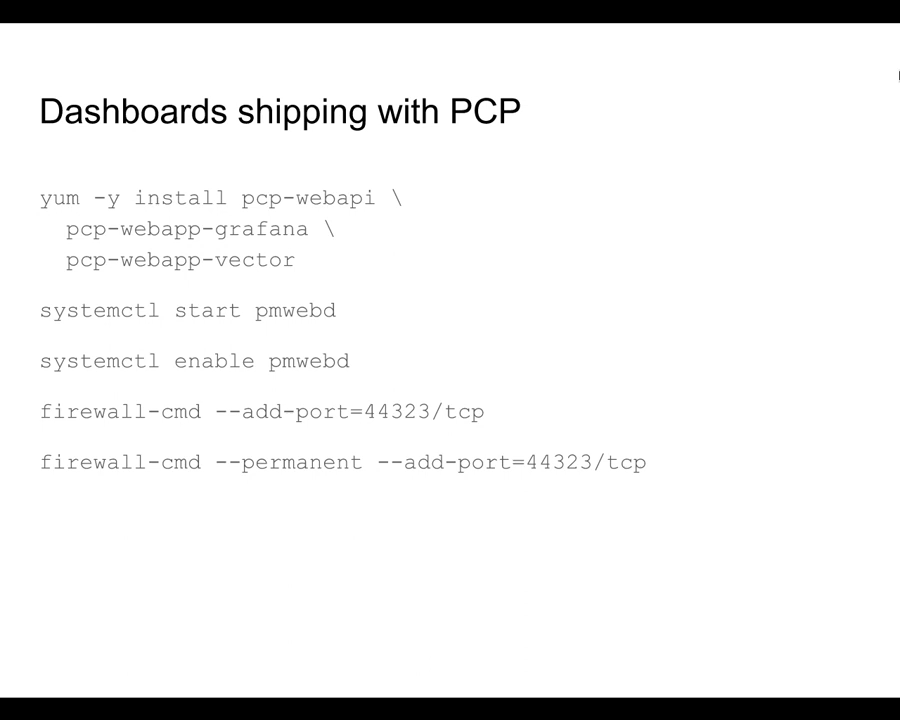 Dashboards shipping with PCP
yum -y install pcp-webapi \
pcp-webapp-grafana \
pcp-webapp-vector
systemctl start pmwebd
systemctl enable pmwebd
firewall-cmd --add-port=44323/tcp
firewall-cmd --permanent --add-port=44323/tcp